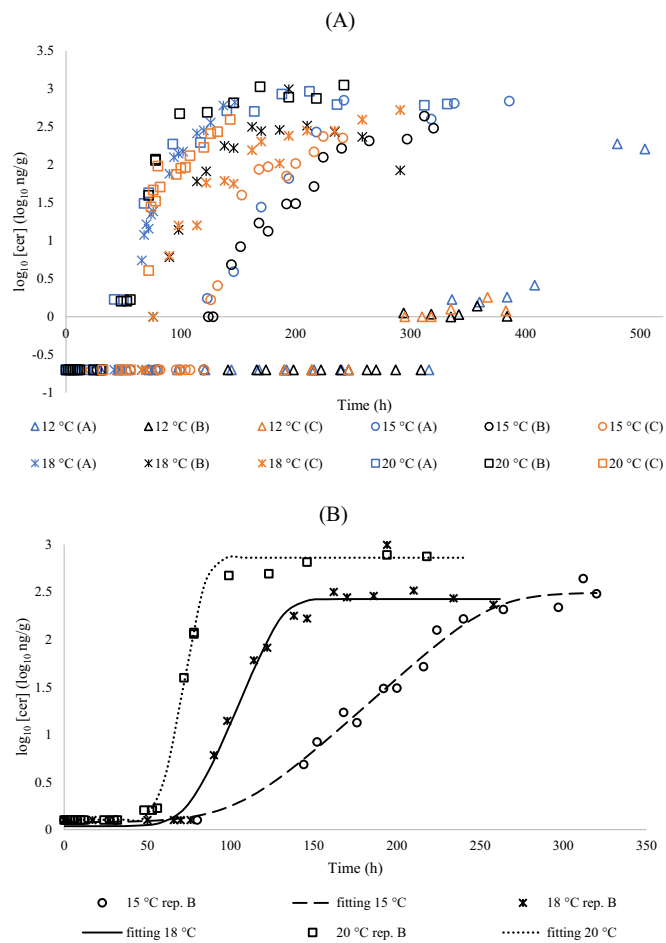 (A)
3.5
3
2.5
2
1.5
1
0.5
0
-0.5
-1
log₁₀ [cer] (log₁₀ ng/g)
0 100 200 300 400 500
Time (h)
12 °C (A) 12 °C (B) 12 °C (C) 15 °C (A) 15 °C (B) 15 °C (C)
18 °C (A) 18 °C (B) 18 °C (C) 20 °C (A) 20 °C (B) 20 °C (C)
(B)
3
2.5
2
1.5
1
0.5
0
log₁₀ [cer] (log₁₀ ng/g)
0 50 100 150 200 250 300 350
Time (h)
15 °C rep. B fitting 15 °C 18 °C rep. B
fitting 18 °C 20 °C rep. B fitting 20 °C